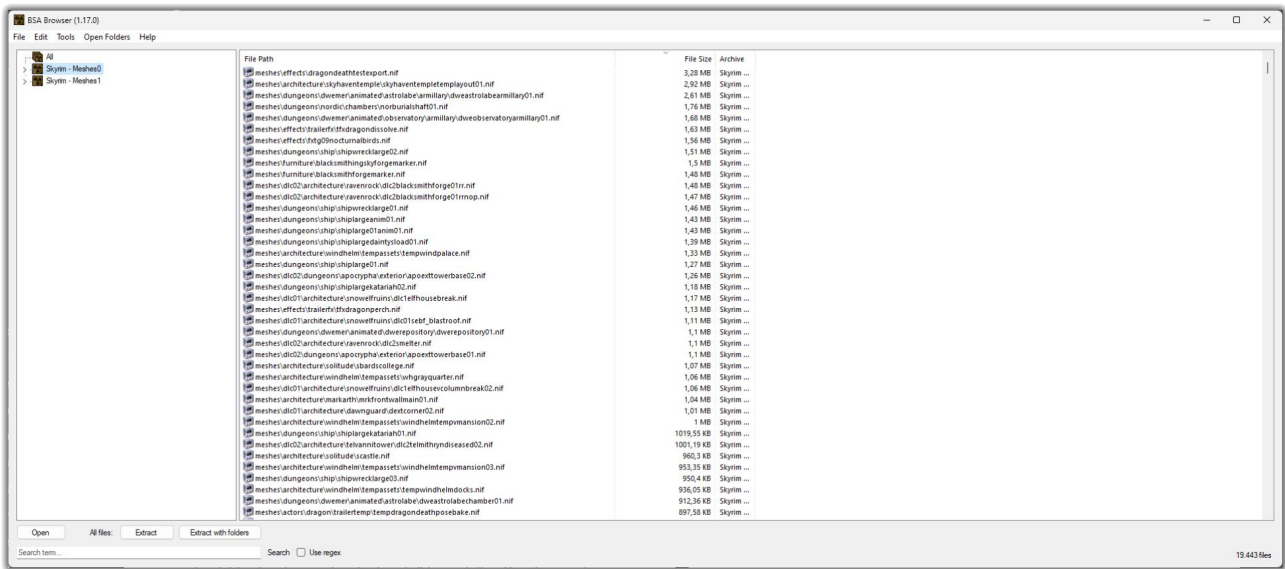 BSA Browser (1.17.0)
File Edit Tools Open Folders Help
All
Skyrim - Meshes0
Skyrim - Meshes1
File Path File Size Archive
meshes\effects\dragondeathtestexport.nif 3,28 MB Skyrim ...
meshes\architecture\skyhaventemple\skyhaventempletemplayout01.nif 2,92 MB Skyrim ...
meshes\dungeons\dwemer\animated\astrolabe\armillary\dweastrolabearmillary01.nif 2,61 MB Skyrim ...
meshes\dungeons\nordic\chambers\norburialshaft01.nif 1,76 MB Skyrim ...
meshes\dungeons\dwemer\animated\observatory\armillary\dweobservatoryarmillary01.nif 1,68 MB Skyrim ...
meshes\effects\trailerfx\tfxdragondissolve.nif 1,63 MB Skyrim ...
meshes\effects\fxtg09nocturnalbirds.nif 1,56 MB Skyrim ...
meshes\dungeons\ship\shipwrecklarge02.nif 1,51 MB Skyrim ...
meshes\furniture\blacksmithingskyforgemarker.nif 1,5 MB Skyrim ...
meshes\furniture\blacksmithforgemarker.nif 1,48 MB Skyrim ...
meshes\dlc02\architecture\ravenrock\dlc2blacksmithforge01rr.nif 1,48 MB Skyrim ...
meshes\dlc02\architecture\ravenrock\dlc2blacksmithforge01rrnop.nif 1,47 MB Skyrim ...
meshes\dungeons\ship\shipwrecklarge01.nif 1,46 MB Skyrim ...
meshes\dungeons\ship\shiplargeanim01.nif 1,43 MB Skyrim ...
meshes\dungeons\ship\shiplarge01anim01.nif 1,43 MB Skyrim ...
meshes\dungeons\ship\shiplargedaintysload01.nif 1,39 MB Skyrim ...
meshes\architecture\windhelm\tempassets\tempwindpalace.nif 1,33 MB Skyrim ...
meshes\dungeons\ship\shiplarge01.nif 1,27 MB Skyrim ...
meshes\dlc02\dungeons\apocrypha\exterior\apoexttowerbase02.nif 1,26 MB Skyrim ...
meshes\dungeons\ship\shiplargekatariah02.nif 1,18 MB Skyrim ...
meshes\dlc01\architecture\snowelfruins\dlc1elfhousebreak.nif 1,17 MB Skyrim ...
meshes\effects\trailerfx\tfxdragonperch.nif 1,13 MB Skyrim ...
meshes\dlc01\architecture\snowelfruins\dlc01sebf_blastroof.nif 1,11 MB Skyrim ...
meshes\dungeons\dwemer\animated\dwerepository\dwerepository01.nif 1,1 MB Skyrim ...
meshes\dlc02\architecture\ravenrock\dlc2smelter.nif 1,1 MB Skyrim ...
meshes\dlc02\dungeons\apocrypha\exterior\apoexttowerbase01.nif 1,1 MB Skyrim ...
meshes\architecture\solitude\sbardscollege.nif 1,07 MB Skyrim ...
meshes\architecture\windhelm\tempassets\whgrayquarter.nif 1,06 MB Skyrim ...
meshes\dlc01\architecture\snowelfruins\dlc1elfhousevcolumnbreak02.nif 1,06 MB Skyrim ...
meshes\architecture\markarth\mrkfrontwallmain01.nif 1,04 MB Skyrim ...
meshes\dlc01\architecture\dawnguard\dextcorner02.nif 1,01 MB Skyrim ...
meshes\architecture\windhelm\tempassets\windhelmtempvmansion02.nif 1 MB Skyrim ...
meshes\dungeons\ship\shiplargekatariah01.nif 1019,55 KB Skyrim ...
meshes\dlc02\architecture\telvannitower\dlc2telmithryndiseased02.nif 1001,19 KB Skyrim ...
meshes\architecture\solitude\scastle.nif 960,3 KB Skyrim ...
meshes\architecture\windhelm\tempassets\windhelmtempvmansion03.nif 953,35 KB Skyrim ...
meshes\dungeons\ship\shipwrecklarge03.nif 950,4 KB Skyrim ...
meshes\architecture\windhelm\tempassets\tempwindhelmdocks.nif 936,05 KB Skyrim ...
meshes\dungeons\dwemer\animated\astrolabe\dweastrolabechamber01.nif 912,36 KB Skyrim ...
meshes\actors\dragon\trailertemp\tempdragondeathposebake.nif 897,58 KB Skyrim ...
Open All files: Extract Extract with folders
Search term... Search Use regex 19.443 files